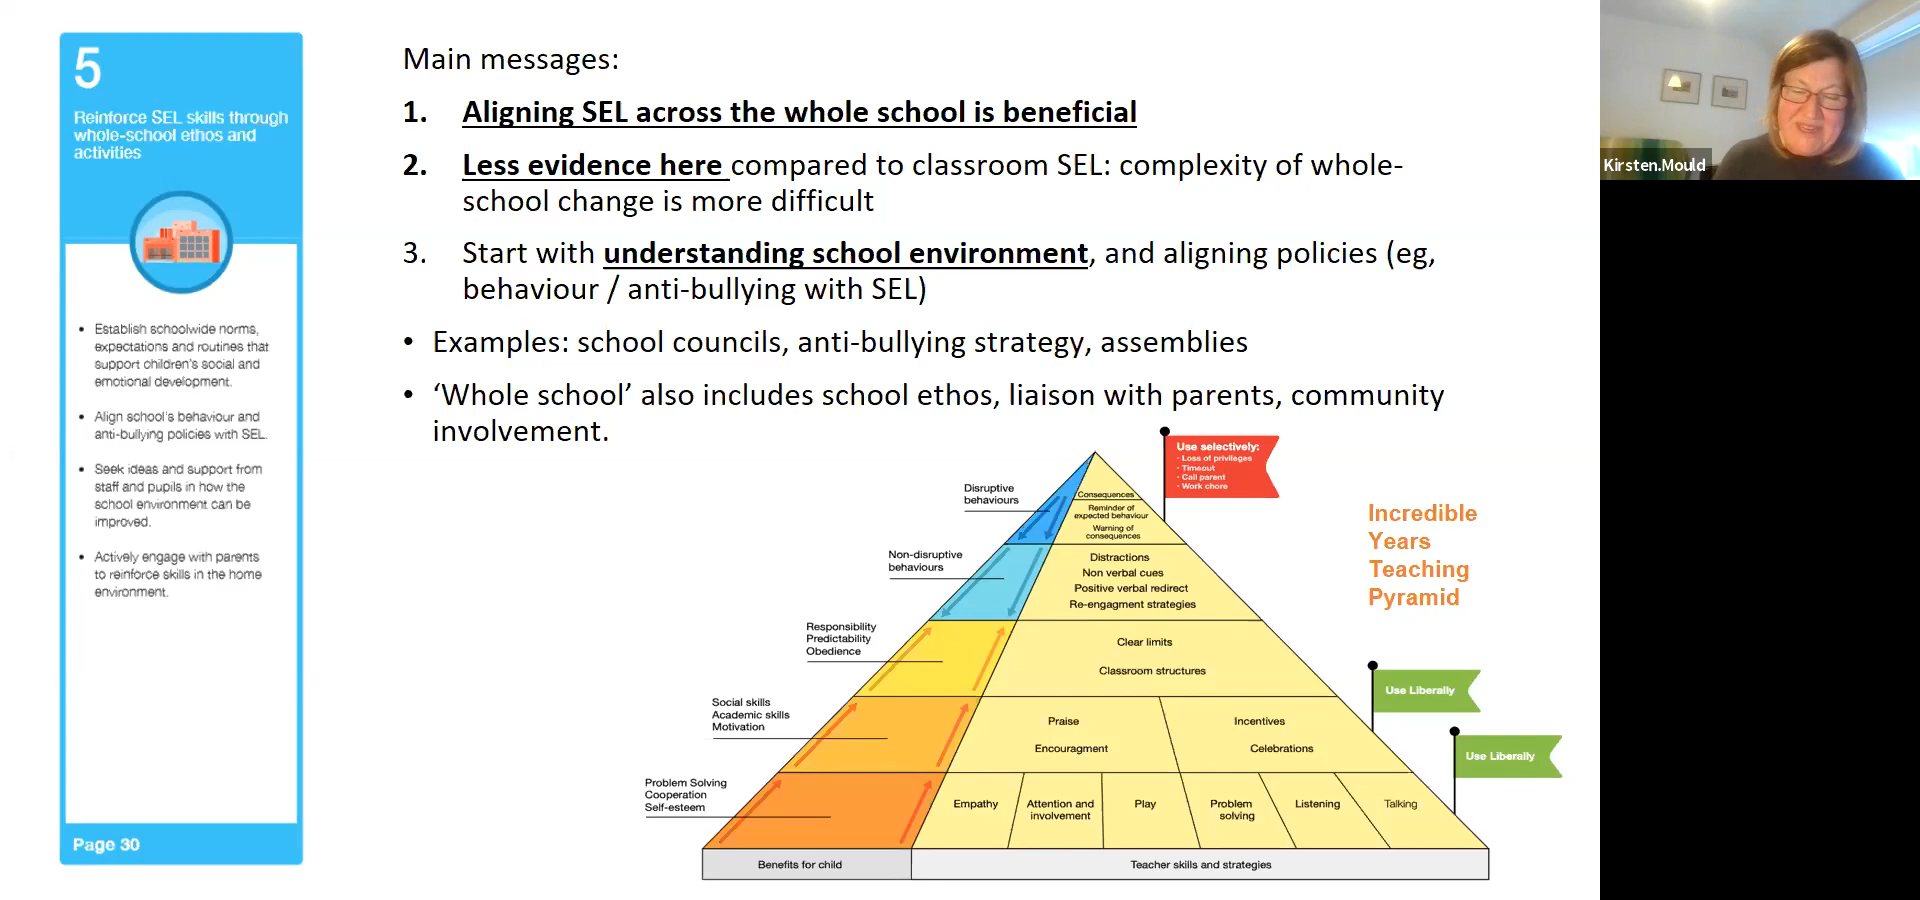 5
Reinforce SEL skills through
whole-school ethos and
activities
• Establish schoolwide norms,
expectations and routines that
support children's social and
emotional development.
• Align school's behaviour and
anti-bullying policies with SEL.
• Seek ideas and support from
staff and pupils in how the
school environment can be
improved.
• Actively engage with parents
to reinforce skills in the home
environment.
Page 30
Main messages:
1. Aligning SEL across the whole school is beneficial
2. Less evidence here compared to classroom SEL: complexity of whole-
school change is more difficult
3. Start with understanding school environment, and aligning policies (eg,
behaviour / anti-bullying with SEL)
• Examples: school councils, anti-bullying strategy, assemblies
• ‘Whole school’ also includes school ethos, liaison with parents, community
involvement.
Use selectively:
• Loss of privileges
• Timeout
• Call parent
• Work chore
Incredible
Years
Teaching
Pyramid
Disruptive
behaviours
Consequences
Reminder of
expected behaviour
Warning of
consequences
Non-disruptive
behaviours
Distractions
Non verbal cues
Positive verbal redirect
Re-engagment strategies
Responsibility
Predictability
Obedience
Clear limits
Classroom structures
Use Liberally
Social skills
Academic skills
Motivation
Praise
Encouragment
Incentives
Celebrations
Use Liberally
Problem Solving
Cooperation
Self-esteem
Empathy
Attention and
involvement
Play
Problem
solving
Listening
Talking
Benefits for child
Teacher skills and strategies
Kirsten.Mould